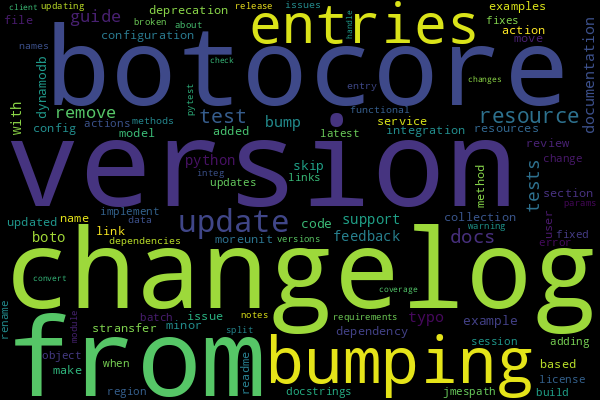 client updating deprecation release issues examples
file guide broken about entries handle fixes
names configuration action
move
botocore
check
dynamodb
documentation
with remove pytest test bump service resource
config actions model methods added latest functional integration resources
entry changes
version
python skip links
integ updates
method tests review change
section
params
implement data
updated name update code support collection warning user fixed
boto link dependencies moreunit versions feedback docs error
changelog
convert coverage
rename module batch issue notes requirements typo example
stransfer minor split dependency session adding
from bumping
object make when readme based
region docstrings jmespath license build